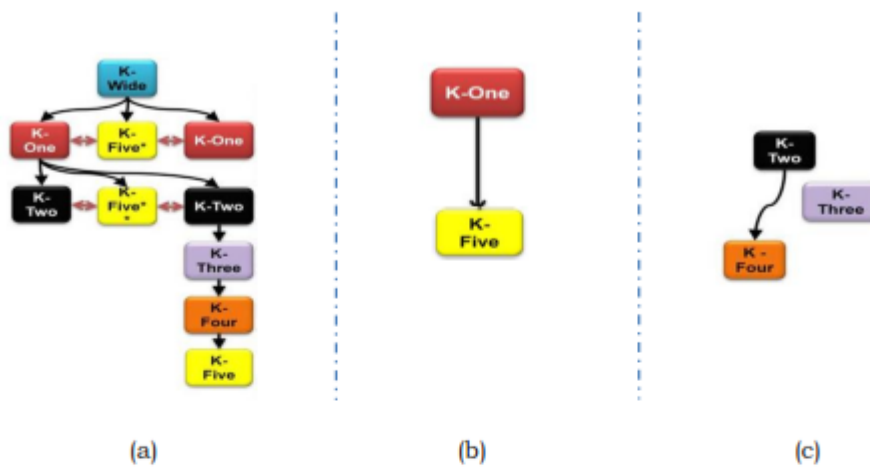 K-
Wide
K-
One
K-
Five*
K-One
K-
Two
K-
Five*
*
K-Two
K-
Three
K-
Four
K-
Five
(a)
K-One
K-
Five
(b)
K-
Two
K-
Three
K -
Four
(c)